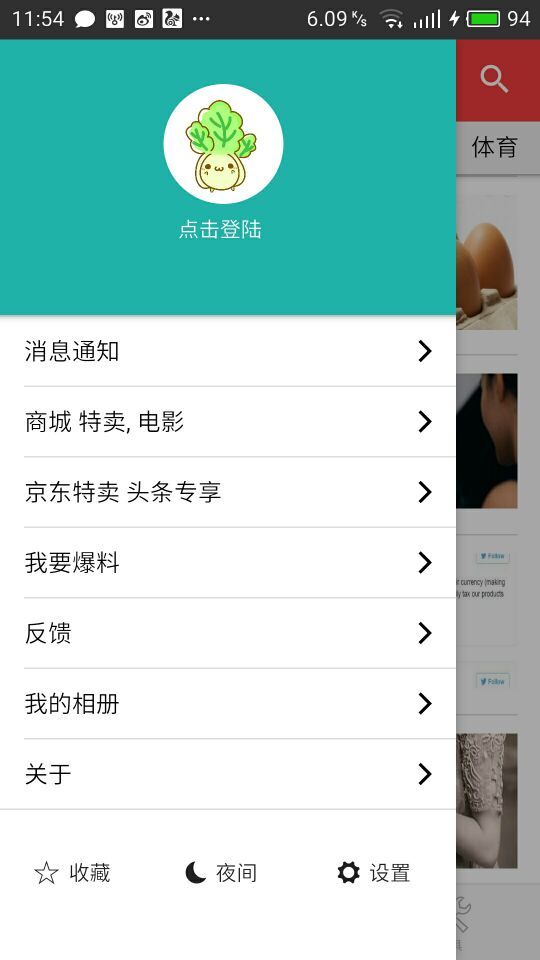 11:54
6.09 K/s
94
点击登陆
体育
消息通知
商城 特卖, 电影
京东特卖 头条专享
我要爆料
反馈
我的相册
关于
Follow
r currency (making
ly tax our products
Follow
收藏
夜间
设置
具